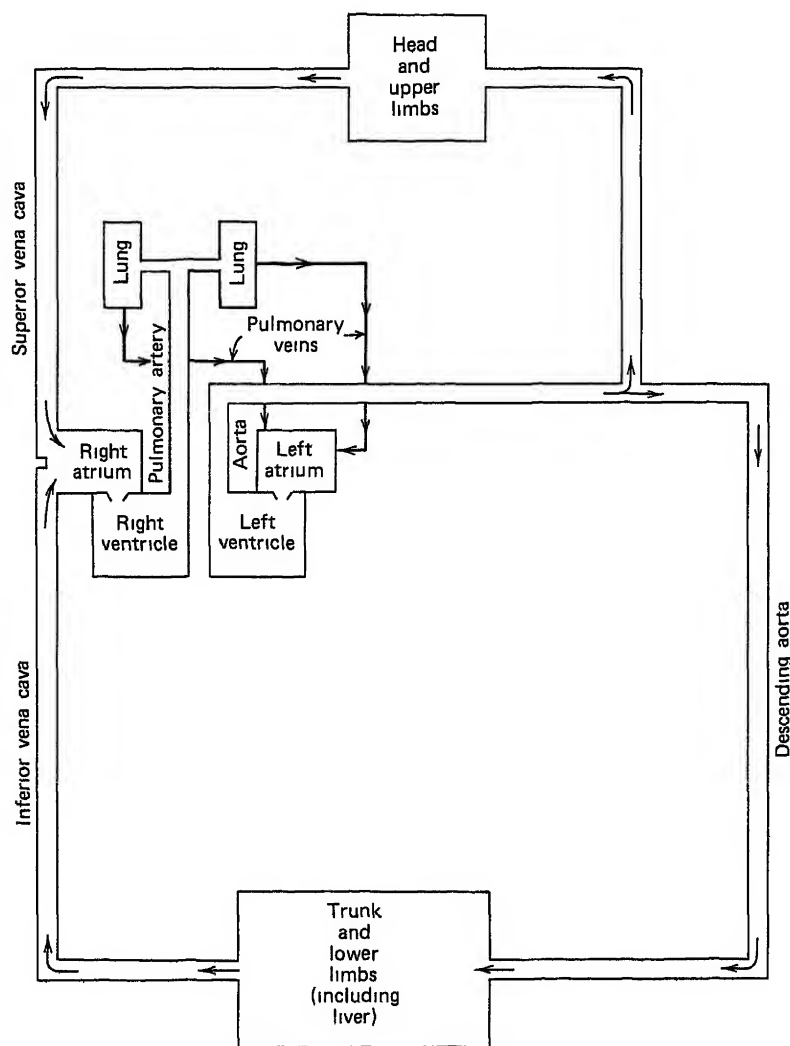 Head
and
upper
limbs
Superior vena cava
Lung
Lung
Pulmonary artery
Pulmonary
veins
Right
atrium
Aorta
Left
atrium
Right
ventricle
Left
ventricle
Inferior vena cava
Descending aorta
Trunk
and
lower
limbs
(including
liver)